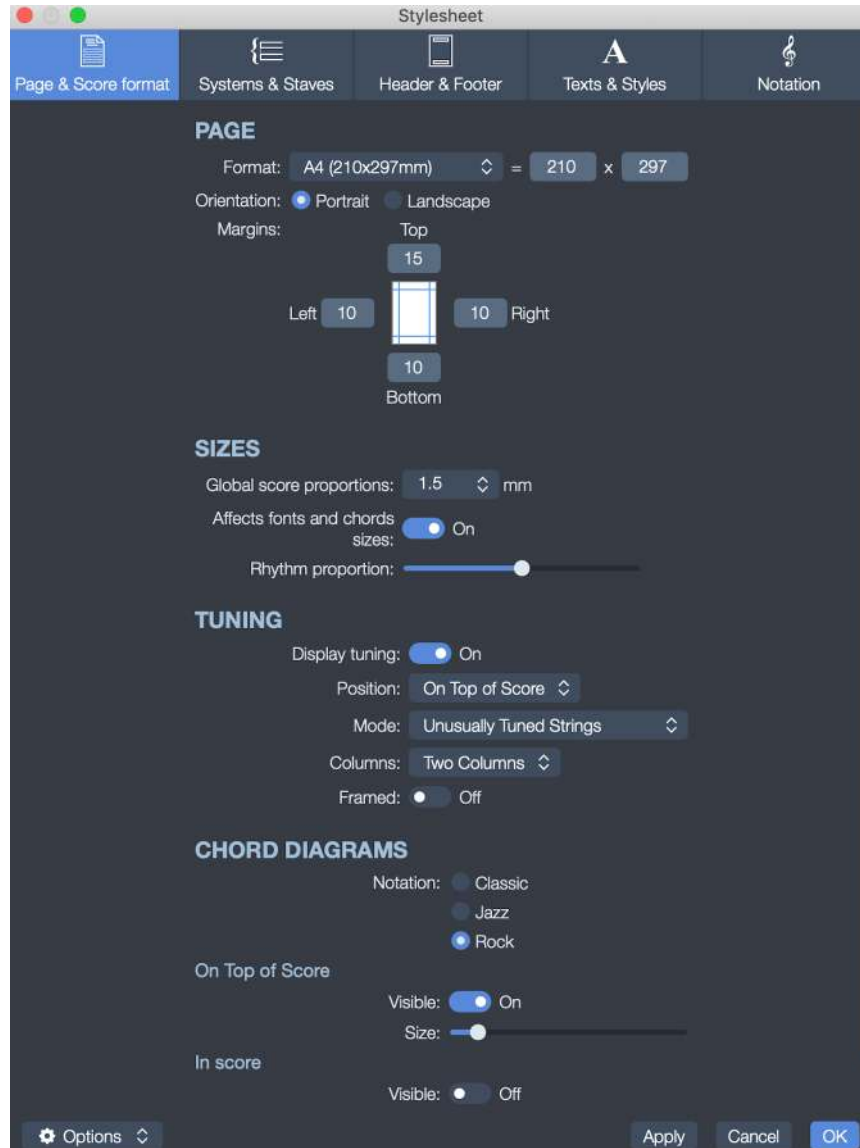 Stylesheet
Page & Score format Systems & Staves Header & Footer Texts & Styles Notation
PAGE
Format: A4 (210x297mm) = 210 x 297
Orientation: Portrait Landscape
Margins: Top
15
Left 10 10 Right
10
Bottom
SIZES
Global score proportions: 1.5 mm
Affects fonts and chords
sizes: On
Rhythm proportion:
TUNING
Display tuning: On
Position: On Top of Score
Mode: Unusually Tuned Strings
Columns: Two Columns
Framed: Off
CHORD DIAGRAMS
Notation: Classic
Jazz
Rock
On Top of Score
Visible: On
Size:
In score
Visible: Off
Options Apply Cancel OK